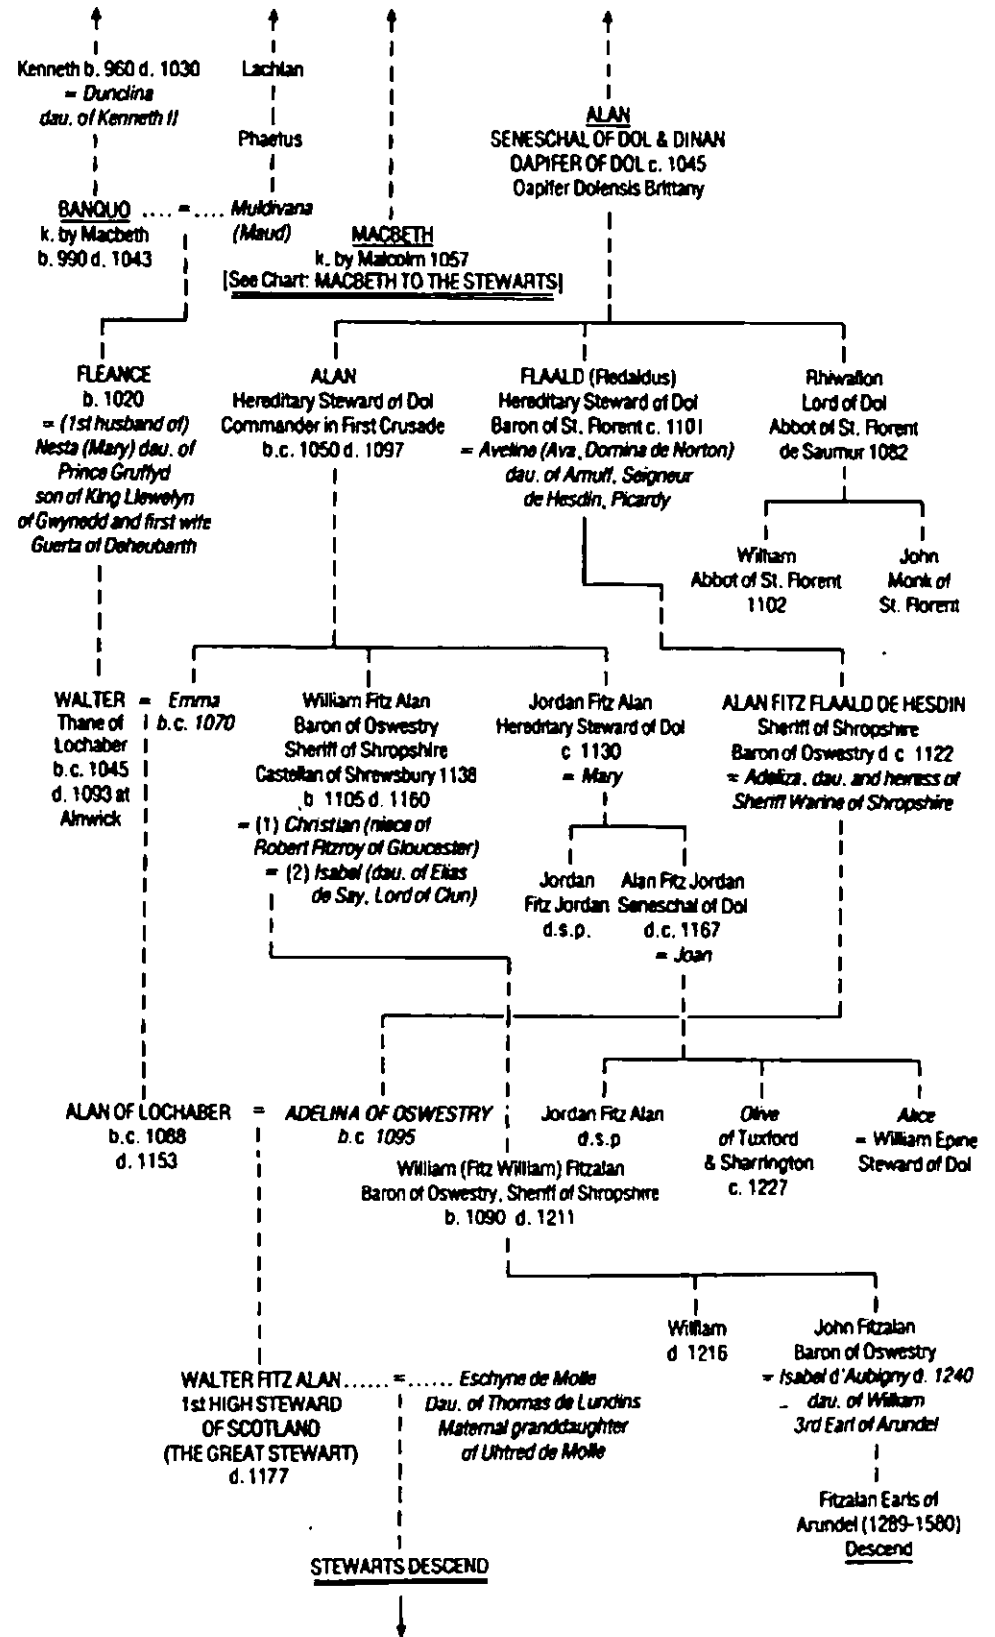 Kenneth b. 960 d. 1030
= Dunclina
dau. of Kenneth II
Lachlan
Phaetus
ALAN
SENESCHAL OF DOL & DINAN
DAPIFER OF DOL c. 1045
Dapifer Dolensis Brittany
BANQUO .... = .... Muldivana
(Maud)
k. by Macbeth
b. 990 d. 1043
MACBETH
k. by Malcolm 1057
[See Chart: MACBETH TO THE STEWARTS]
FLEANCE
b. 1020
= (1st husband of)
Nesta (Mary) dau. of
Prince Gruffyd
son of King Llewelyn
of Gwynedd and first wife
Guerta of Deheubarth
ALAN
Hereditary Steward of Dol
Commander in First Crusade
b.c. 1050 d. 1097
FLAALD (Fledaldus)
Hereditary Steward of Dol
Baron of St. Florent c. 1101
= Aveline (Ava, Domina de Norton)
dau. of Arnulf, Seigneur
de Hesdin, Picardy
Rhiwallon
Lord of Dol
Abbot of St. Florent
de Saumur 1082
William
Abbot of St. Florent
1102
John
Monk of
St. Florent
WALTER = Emma
Thane of
Lochaber
b.c. 1045
d. 1093 at
Alnwick
b.c. 1070
William Fitz Alan
Baron of Oswestry
Sheriff of Shropshire
Castellan of Shrewsbury 1138
b 1105 d. 1160
= (1) Christian (niece of
Robert Fitzroy of Gloucester)
= (2) Isabel (dau. of Elias
de Say, Lord of Clun)
Jordan Fitz Alan
Hereditary Steward of Dol
c 1130
= Mary
ALAN FITZ FLAALD DE HESDIN
Sheriff of Shropshire
Baron of Oswestry d c 1122
= Adeliza, dau. and heiress of
Sheriff Warine of Shropshire
Jordan
Fitz Jordan
d.s.p.
Alan Fitz Jordan
Seneschal of Dol
d.c. 1167
= Joan
ALAN OF LOCHABER = ADELINA OF OSWESTRY
b.c. 1088
d. 1153
b.c 1095
Jordan Fitz Alan
d.s.p
Olive
of Tuxford
& Sharrington
c. 1227
Alice
= William Epine
Steward of Dol
William (Fitz William) Fitzalan
Baron of Oswestry, Sheriff of Shropshire
b. 1090 d. 1211
William
d 1216
John Fitzalan
Baron of Oswestry
= Isabel d'Aubigny d. 1240
dau. of William
3rd Earl of Arundel
WALTER FITZ ALAN...... = ...... Eschyne de Molle
1st HIGH STEWARD
OF SCOTLAND
(THE GREAT STEWART)
d. 1177
Dau. of Thomas de Lundins
Maternal granddaughter
of Uhtred de Molle
Fitzalan Earls of
Arundel (1289-1580)
Descend
STEWARTS DESCEND